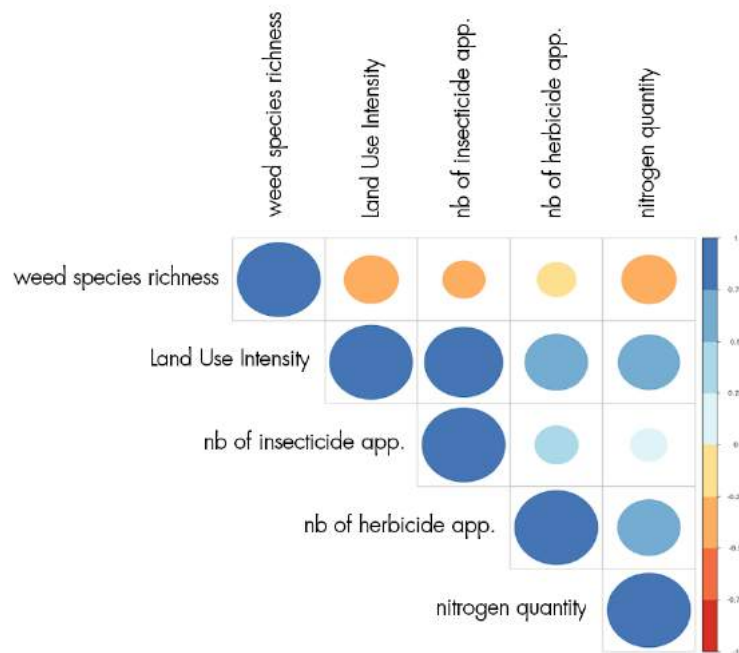 weed species richness
Land Use Intensity
nb of insecticide app.
nb of herbicide app.
nitrogen quantity
weed species richness
Land Use Intensity
nb of insecticide app.
nb of herbicide app.
nitrogen quantity
1
0